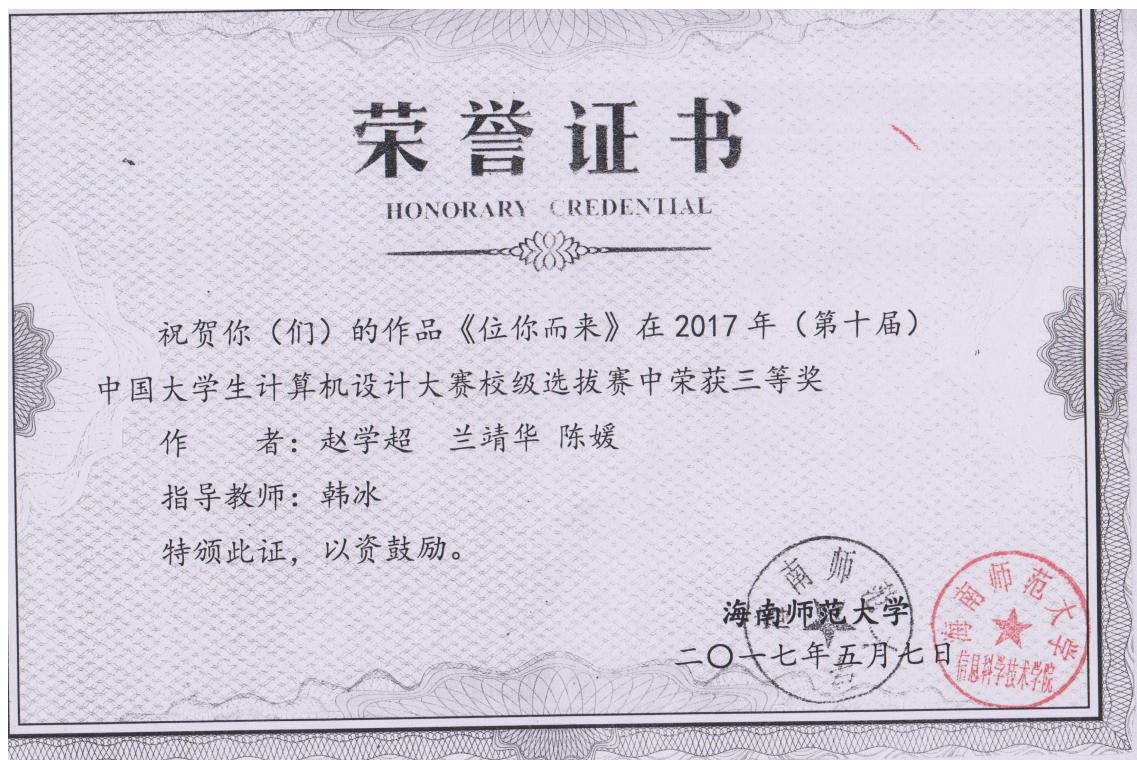 荣誉证书
HONORARY CREDENTIAL
祝贺你（们）的作品《位你而来》在2017年（第十届）
中国大学生计算机设计大赛校级选拔赛中荣获三等奖
作　　者：赵学超　兰靖华 陈媛
指导教师：韩冰
特颁此证，以资鼓励。
海南师范大学
二〇一七年五月七日
海南师范大学
信息科学技术学院